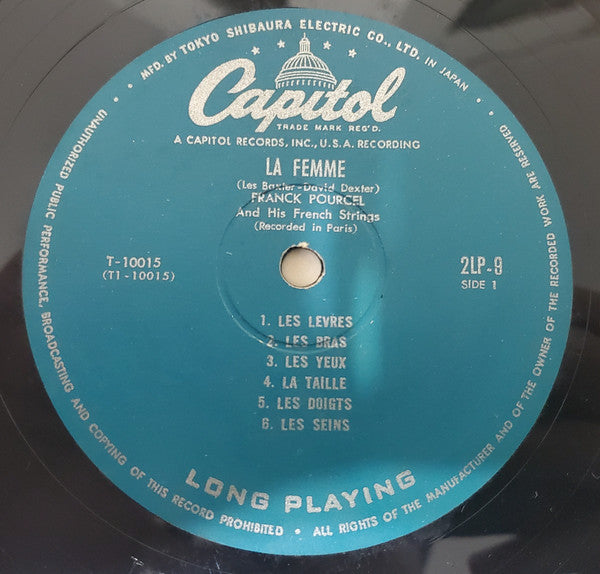 MFD. BY TOKYO SHIBAURA ELECTRIC CO., LTD. IN JAPAN
Capitol
TRADE MARK REG'D.
A CAPITOL RECORDS, INC., U.S.A. RECORDING
LA FEMME
(Les Baxter-David Dexter)
FRANCK POURCEL
And His French Strings
(Recorded in Paris)
T-10015
(T1-10015)
2LP-9
SIDE 1
1. LES LEVRES
2. LES BRAS
3. LES YEUX
4. LA TAILLE
5. LES DOIGTS
6. LES SEINS
LONG PLAYING
UNAUTHORIZED PUBLIC PERFORMANCE, BROADCASTING AND COPYING OF THIS RECORD PROHIBITED • ALL RIGHTS OF THE MANUFACTURER AND OF THE OWNER OF THE RECORDED WORK ARE RESERVED